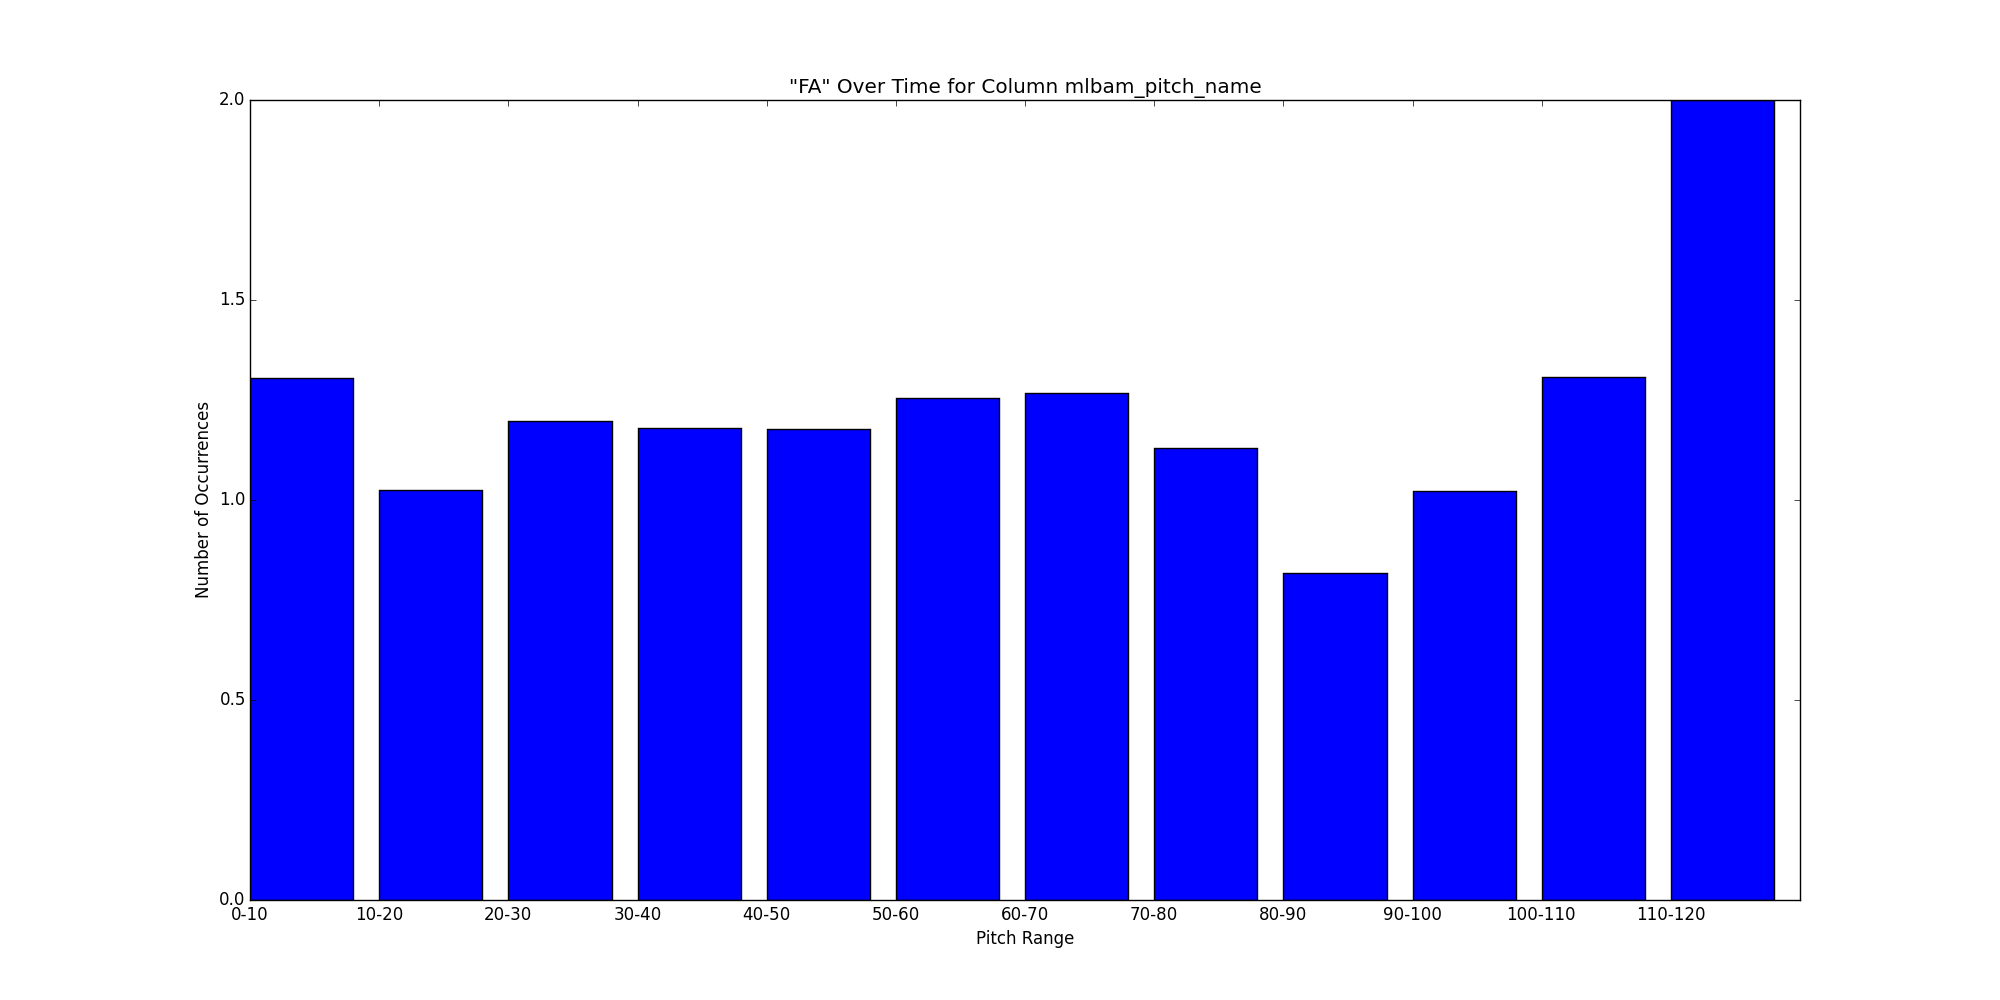 "FA" Over Time for Column mlbam_pitch_name
2.0
1.5
1.0
0.5
0.0
Number of Occurrences
0-10 10-20 20-30 30-40 40-50 50-60 60-70 70-80 80-90 90-100 100-110 110-120
Pitch Range